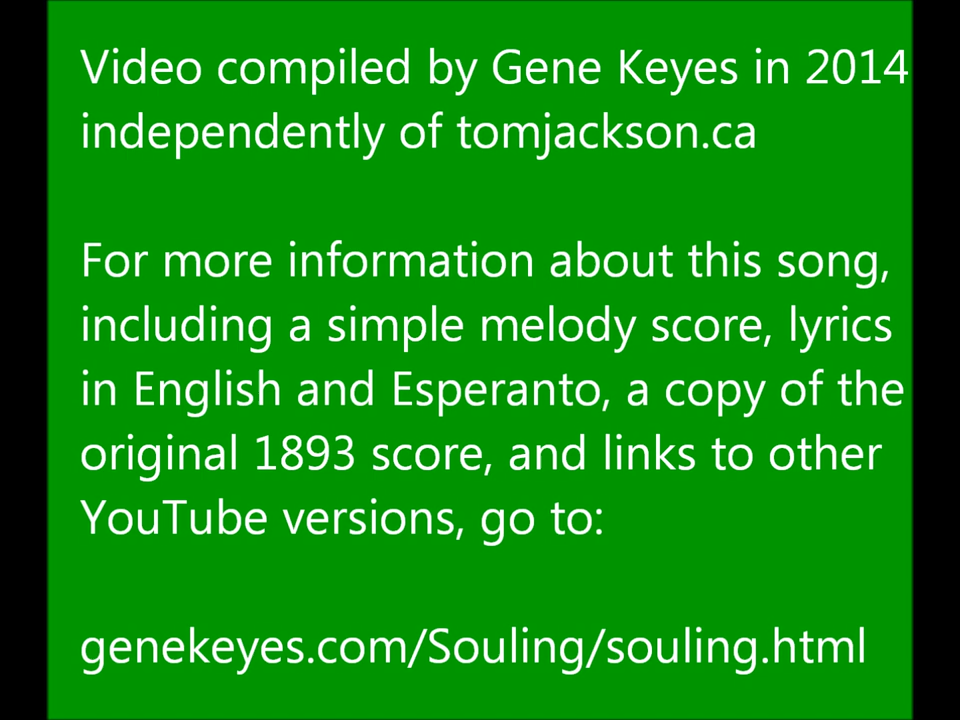 Video compiled by Gene Keyes in 2014
independently of tomjackson.ca
For more information about this song,
including a simple melody score, lyrics
in English and Esperanto, a copy of the
original 1893 score, and links to other
YouTube versions, go to:
genekeyes.com/Souling/souling.html